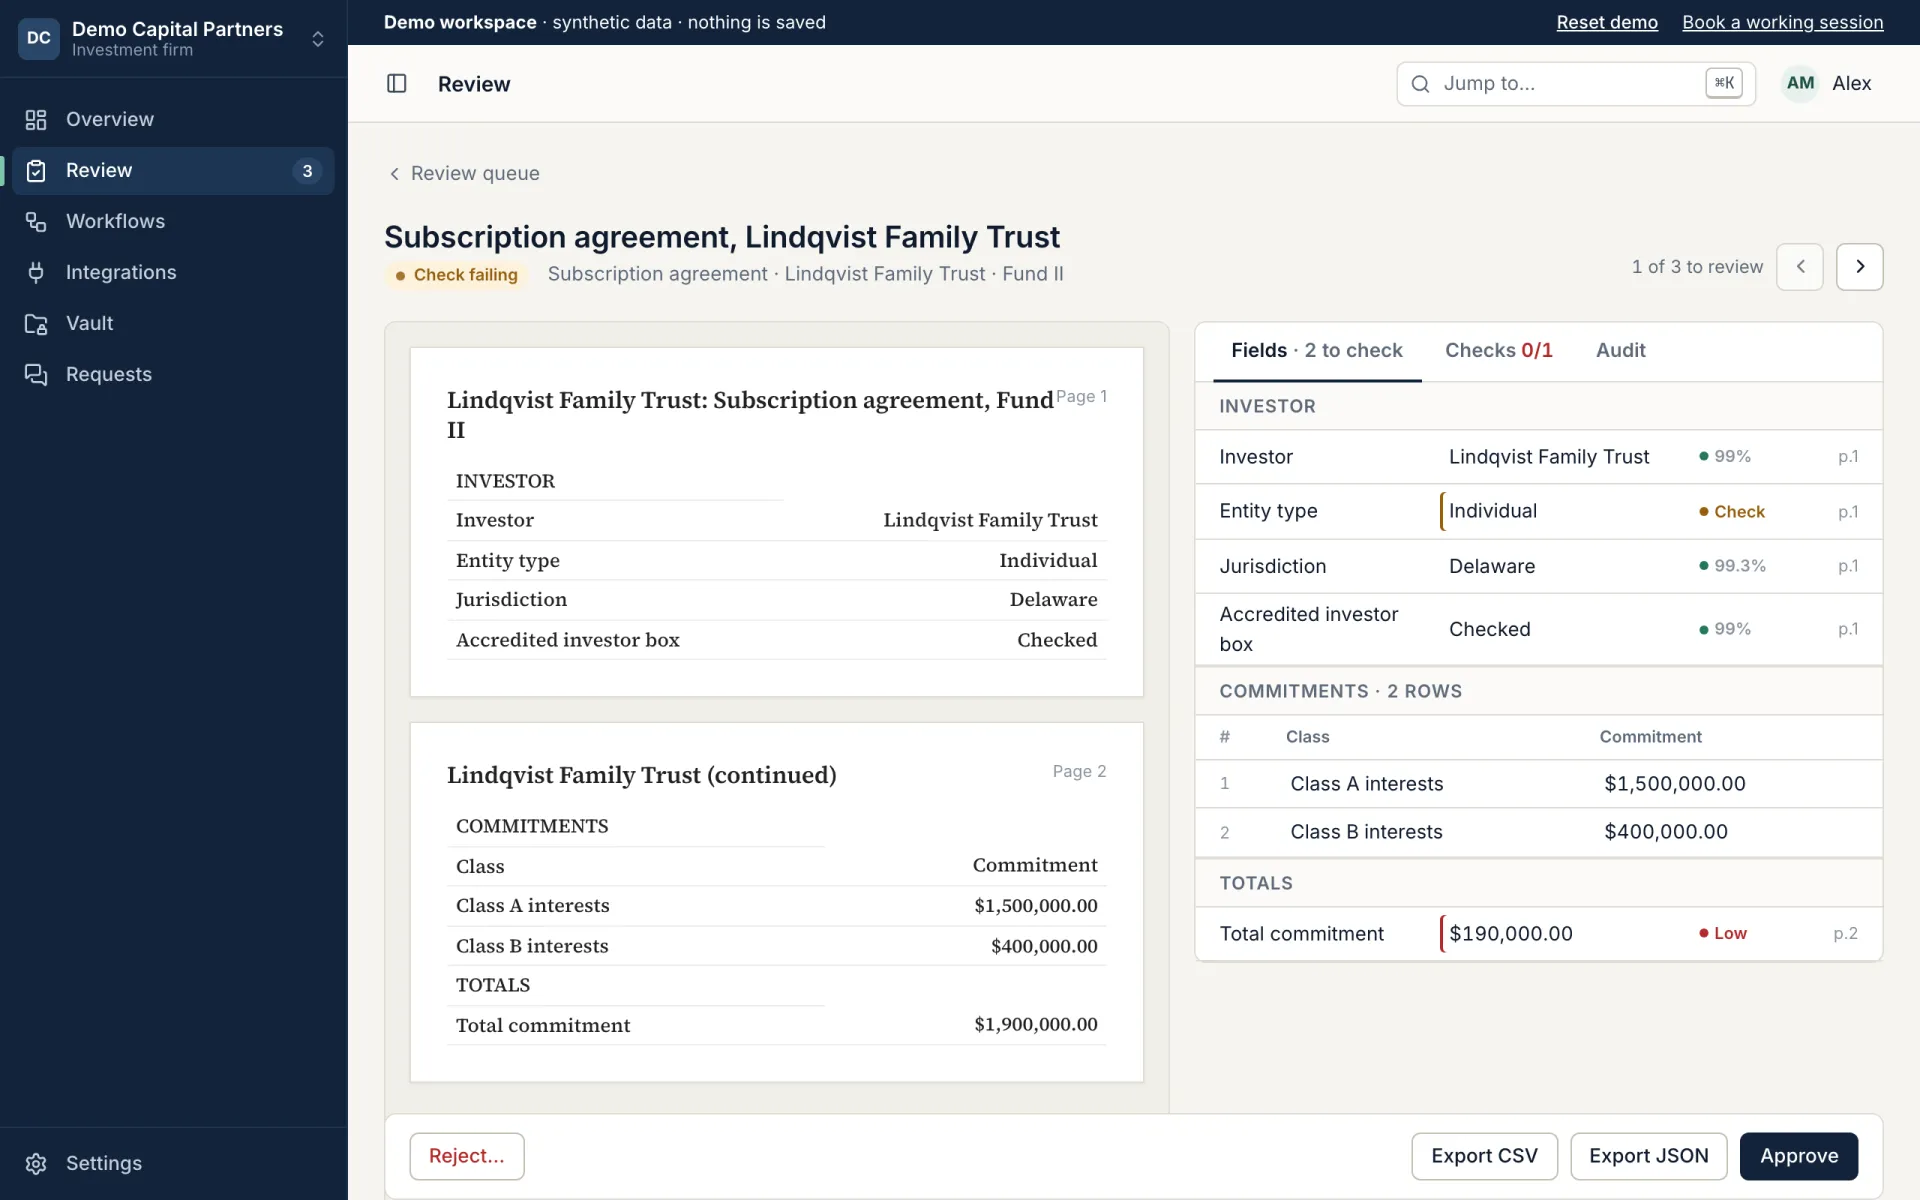 DC
Demo Capital Partners
Investment firm
Overview
Review 3
Workflows
Integrations
Vault
Requests
Settings
Demo workspace · synthetic data · nothing is saved
Reset demo
Book a working session
Review
Jump to...
⌘K
AM Alex
Review queue
Subscription agreement, Lindqvist Family Trust
Check failing
Subscription agreement · Lindqvist Family Trust · Fund II
1 of 3 to review
Lindqvist Family Trust: Subscription agreement, Fund
II
Page 1
INVESTOR
Investor Lindqvist Family Trust
Entity type Individual
Jurisdiction Delaware
Accredited investor box Checked
Lindqvist Family Trust (continued)
Page 2
COMMITMENTS
Class Commitment
Class A interests $1,500,000.00
Class B interests $400,000.00
TOTALS
Total commitment $1,900,000.00
Fields · 2 to check
Checks 0/1
Audit
INVESTOR
Investor Lindqvist Family Trust 99% p.1
Entity type Individual Check p.1
Jurisdiction Delaware 99.3% p.1
Accredited investor
box
Checked 99% p.1
COMMITMENTS · 2 ROWS
# Class Commitment
1 Class A interests $1,500,000.00
2 Class B interests $400,000.00
TOTALS
Total commitment $190,000.00 Low p.2
Reject...
Export CSV
Export JSON
Approve